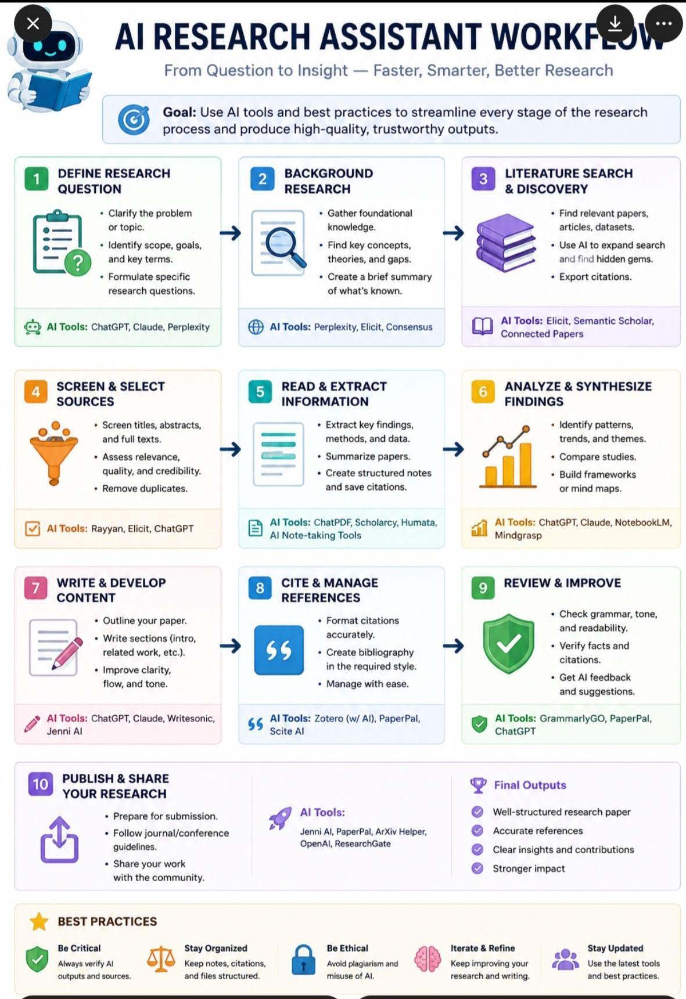 AI RESEARCH ASSISTANT WORKFLOW
From Question to Insight — Faster, Smarter, Better Research
Goal: Use AI tools and best practices to streamline every stage of the research
process and produce high-quality, trustworthy outputs.
1
DEFINE RESEARCH
QUESTION
• Clarify the problem
or topic.
• Identify scope, goals,
and key terms.
• Formulate specific
research questions.
?
AI Tools: ChatGPT, Claude, Perplexity
2
BACKGROUND
RESEARCH
• Gather foundational
knowledge.
• Find key concepts,
theories, and gaps.
• Create a brief summary
of what's known.
AI Tools: Perplexity, Elicit, Consensus
3
LITERATURE SEARCH
& DISCOVERY
• Find relevant papers,
articles, datasets.
• Use AI to expand search
and find hidden gems.
• Export citations.
AI Tools: Elicit, Semantic Scholar,
Connected Papers
4
SCREEN & SELECT
SOURCES
• Screen titles, abstracts,
and full texts.
• Assess relevance,
quality, and credibility.
• Remove duplicates.
AI Tools: Rayyan, Elicit, ChatGPT
5
READ & EXTRACT
INFORMATION
• Extract key findings,
methods, and data.
• Summarize papers.
• Create structured notes
and save citations.
AI Tools: ChatPDF, Scholarcy, Humata,
AI Note-taking Tools
6
ANALYZE & SYNTHESIZE
FINDINGS
• Identify patterns,
trends, and themes.
• Compare studies.
• Build frameworks
or mind maps.
AI Tools: ChatGPT, Claude, NotebookLM,
Mindgrasp
7
WRITE & DEVELOP
CONTENT
• Outline your paper.
• Write sections (intro,
related work, etc.).
• Improve clarity,
flow, and tone.
AI Tools: ChatGPT, Claude, Writesonic,
Jenni AI
8
CITE & MANAGE
REFERENCES
• Format citations
accurately.
• Create bibliography
in the required style.
• Manage with ease.
AI Tools: Zotero (w/ AI), PaperPal,
Scite AI
9
REVIEW & IMPROVE
• Check grammar, tone,
and readability.
• Verify facts and
citations.
• Get AI feedback
and suggestions.
AI Tools: GrammarlyGO, PaperPal,
ChatGPT
10
PUBLISH & SHARE
YOUR RESEARCH
• Prepare for submission.
• Follow journal/conference
guidelines.
• Share your work
with the community.
AI Tools:
Jenni AI, PaperPal, ArXiv Helper,
OpenAI, ResearchGate
Final Outputs
Well-structured research paper
Accurate references
Clear insights and contributions
Stronger impact
BEST PRACTICES
Be Critical
Always verify AI
outputs and sources.
Stay Organized
Keep notes, citations,
and files structured.
Be Ethical
Avoid plagiarism and
misuse of AI.
Iterate & Refine
Keep improving your
research and writing.
Stay Updated
Use the latest tools
and best practices.